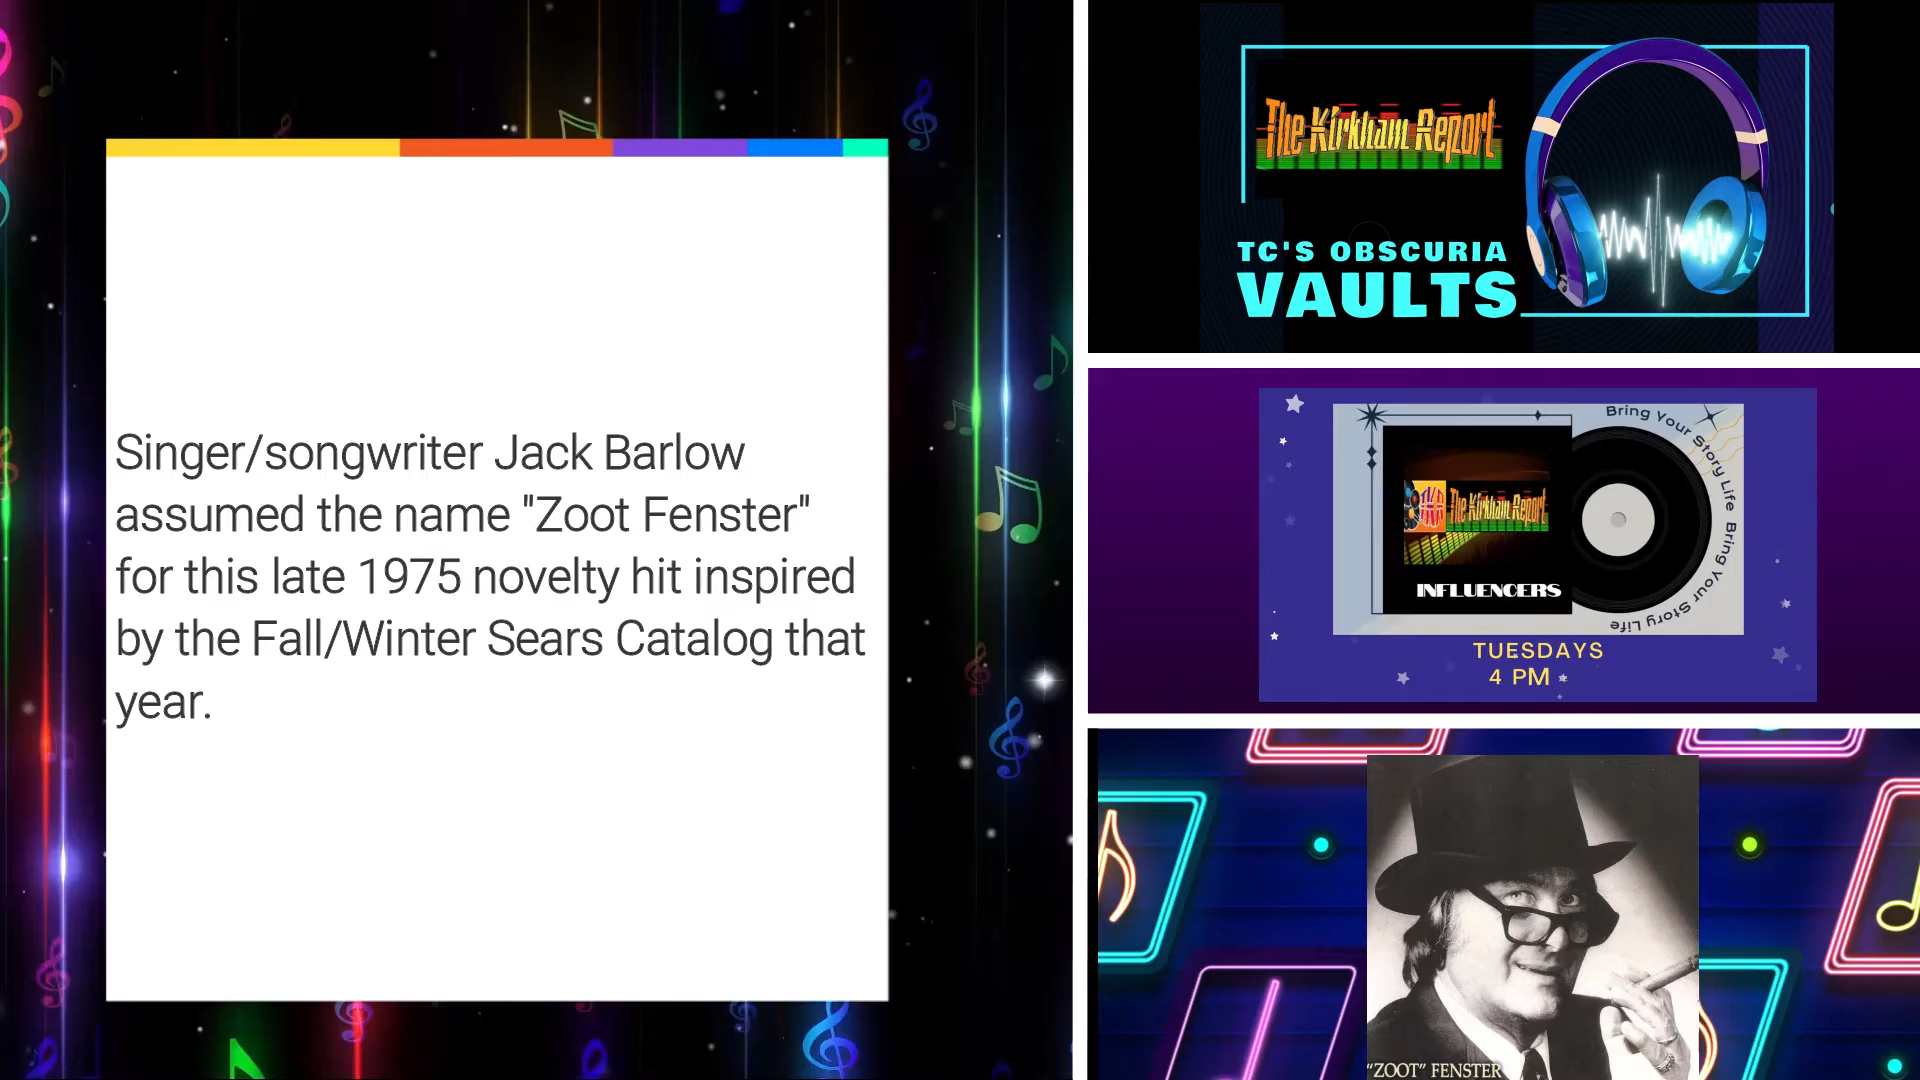 Singer/songwriter Jack Barlow
assumed the name "Zoot Fenster"
for this late 1975 novelty hit inspired
by the Fall/Winter Sears Catalog that
year.
The Kirkham Report
TC'S OBSCURIA
VAULTS
Bring Your Story Life Bring Your Story Life
TKR The Kirkham Report
INFLUENCERS
TUESDAYS
4 PM
"ZOOT" FENSTER